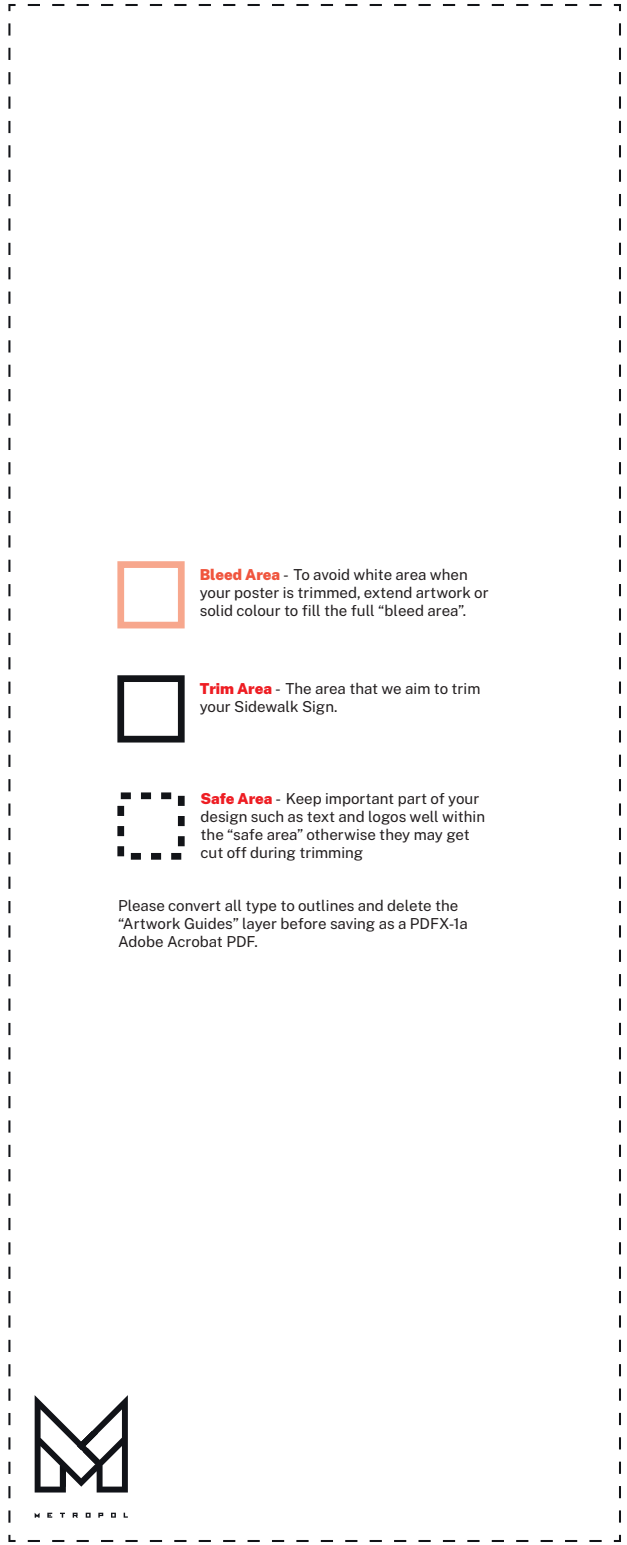 Bleed Area - To avoid white area when
your poster is trimmed, extend artwork or
solid colour to fill the full “bleed area”.
Trim Area - The area that we aim to trim
your Sidewalk Sign.
Safe Area - Keep important part of your
design such as text and logos well within
the “safe area” otherwise they may get
cut off during trimming
Please convert all type to outlines and delete the
“Artwork Guides” layer before saving as a PDFX-1a
Adobe Acrobat PDF.
METROPOL